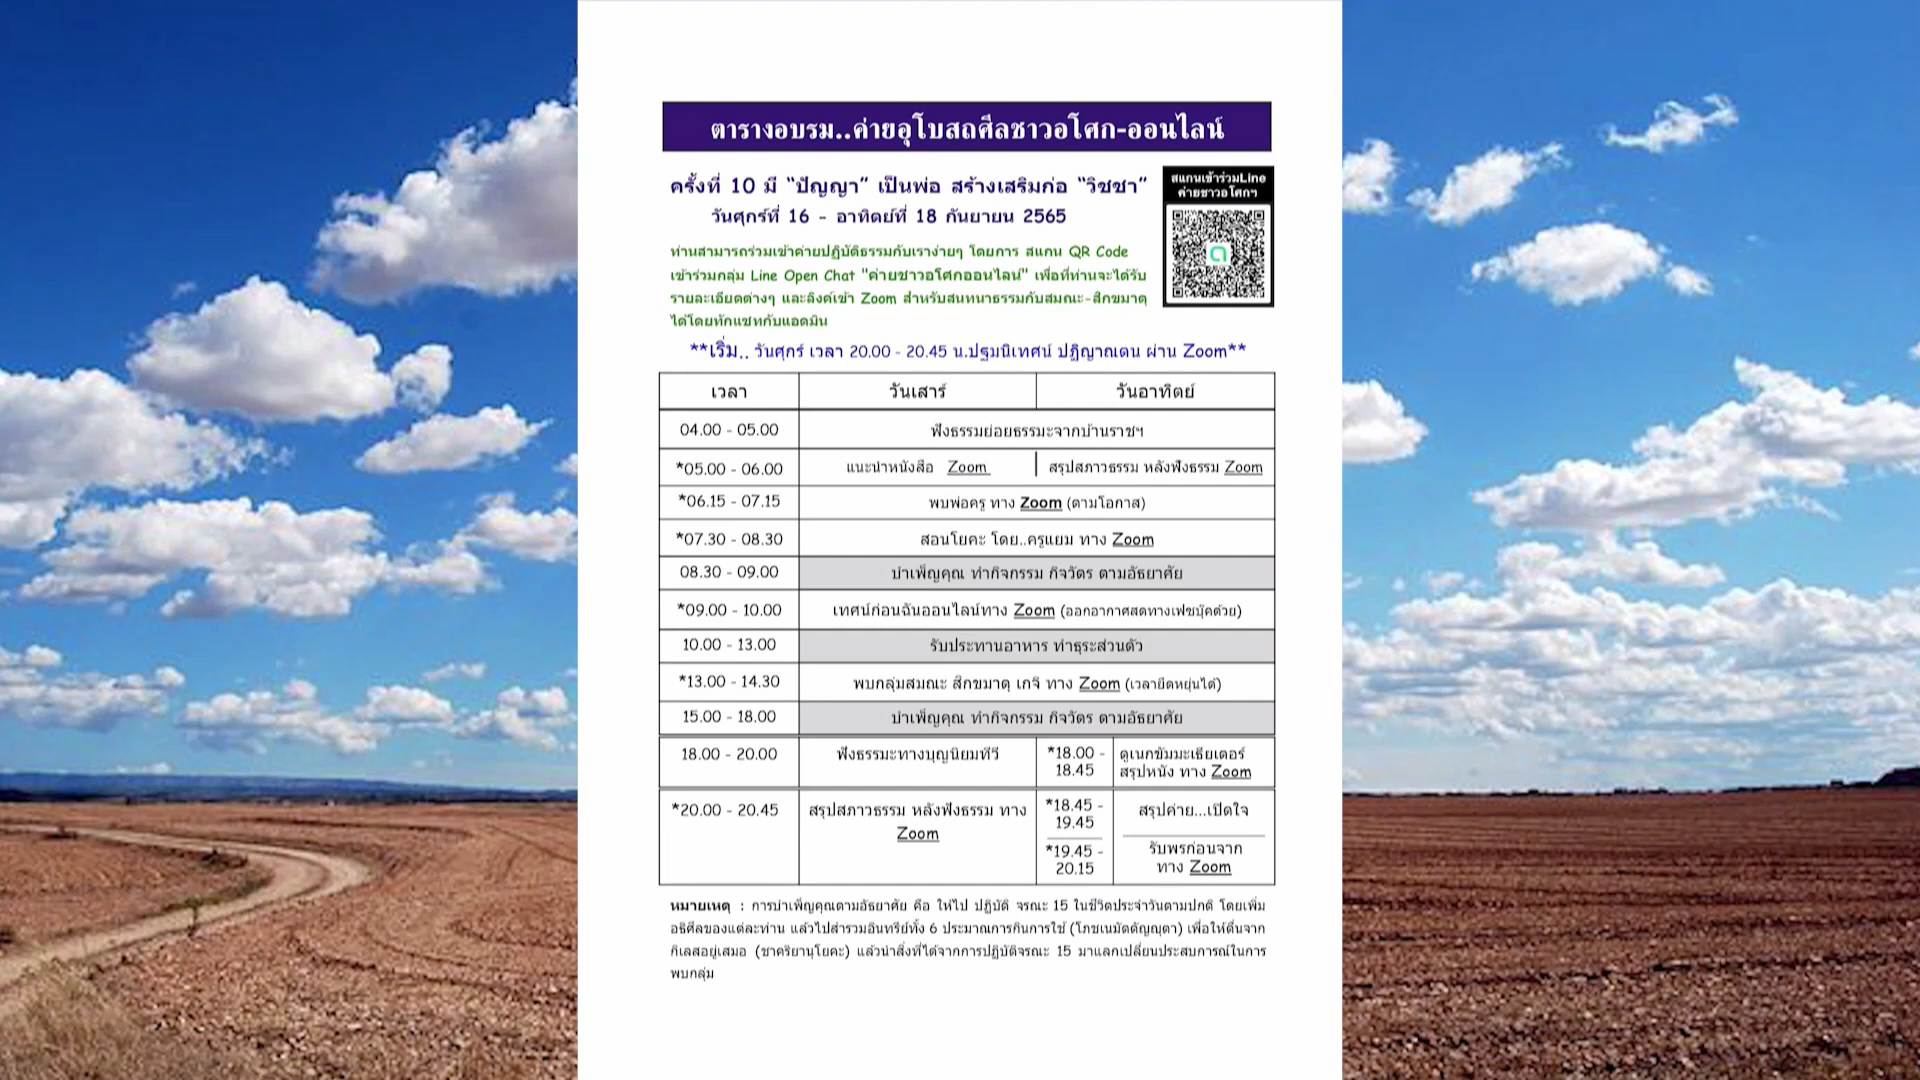 ตารางอบรม..ค่ายอุโบสถศีลชาวอโศก-ออนไลน์
ครั้งที่ 10 มี “ปัญญา” เป็นพ่อ สร้างเสริมก่อ “วิชชา”
วันศุกร์ที่ 16 - อาทิตย์ที่ 18 กันยายน 2565
สแกนเข้าร่วมLine
ค่ายชาวอโศกฯ
ท่านสามารถร่วมเข้าค่ายปฏิบัติธรรมกับเราง่ายๆ โดยการ สแกน QR Code
เข้าร่วมกลุ่ม Line Open Chat "ค่ายชาวอโศกออนไลน์" เพื่อที่ท่านจะได้รับ
รายละเอียดต่างๆ และลิงค์เข้า Zoom สำหรับสนทนาธรรมกับสมณะ-สิกขมาตุ
ได้โดยทักแชทกับแอดมิน
**เริ่ม.. วันศุกร์ เวลา 20.00 - 20.45 น.ปฐมนิเทศน์ ปฏิญาณตน ผ่าน Zoom**
เวลา วันเสาร์ วันอาทิตย์
04.00 - 05.00 ฟังธรรมย่อยธรรมะจากบ้านราชฯ
*05.00 - 06.00 แนะนำหนังสือ Zoom สรุปสภาวธรรม หลังฟังธรรม Zoom
*06.15 - 07.15 พบพ่อครู ทาง Zoom (ตามโอกาส)
*07.30 - 08.30 สอนโยคะ โดย..ครูแยม ทาง Zoom
08.30 - 09.00 บำเพ็ญคุณ ทำกิจกรรม กิจวัตร ตามอัธยาศัย
*09.00 - 10.00 เทศน์ก่อนฉันออนไลน์ทาง Zoom (ออกอากาศสดทางเฟซบุ๊คด้วย)
10.00 - 13.00 รับประทานอาหาร ทำธุระส่วนตัว
*13.00 - 14.30 พบกลุ่มสมณะ สิกขมาตุ เกจิ ทาง Zoom (เวลายืดหยุ่นได้)
15.00 - 18.00 บำเพ็ญคุณ ทำกิจกรรม กิจวัตร ตามอัธยาศัย
18.00 - 20.00 ฟังธรรมะทางบุญนิยมทีวี
*18.00 -
18.45
ดูเนกขัมมะเธียเตอร์
สรุปหนัง ทาง Zoom
*20.00 - 20.45 สรุปสภาวธรรม หลังฟังธรรม ทาง
Zoom
*18.45 -
19.45
สรุปค่าย...เปิดใจ
*19.45 -
20.15
รับพรก่อนจาก
ทาง Zoom
หมายเหตุ : การบำเพ็ญคุณตามอัธยาศัย คือ ให้ไป ปฏิบัติ จรณะ 15 ในชีวิตประจำวันตามปกติ โดยเพิ่ม
อธิศีลของแต่ละท่าน แล้วไปสำรวมอินทรีย์ทั้ง 6 ประมาณการกินการใช้ (โภชเนมัตตัญญุตา) เพื่อให้ตื่นจาก
กิเลสอยู่เสมอ (ชาคริยานุโยคะ) แล้วนำสิ่งที่ได้จากการปฏิบัติจรณะ 15 มาแลกเปลี่ยนประสบการณ์ในการ
พบกลุ่ม